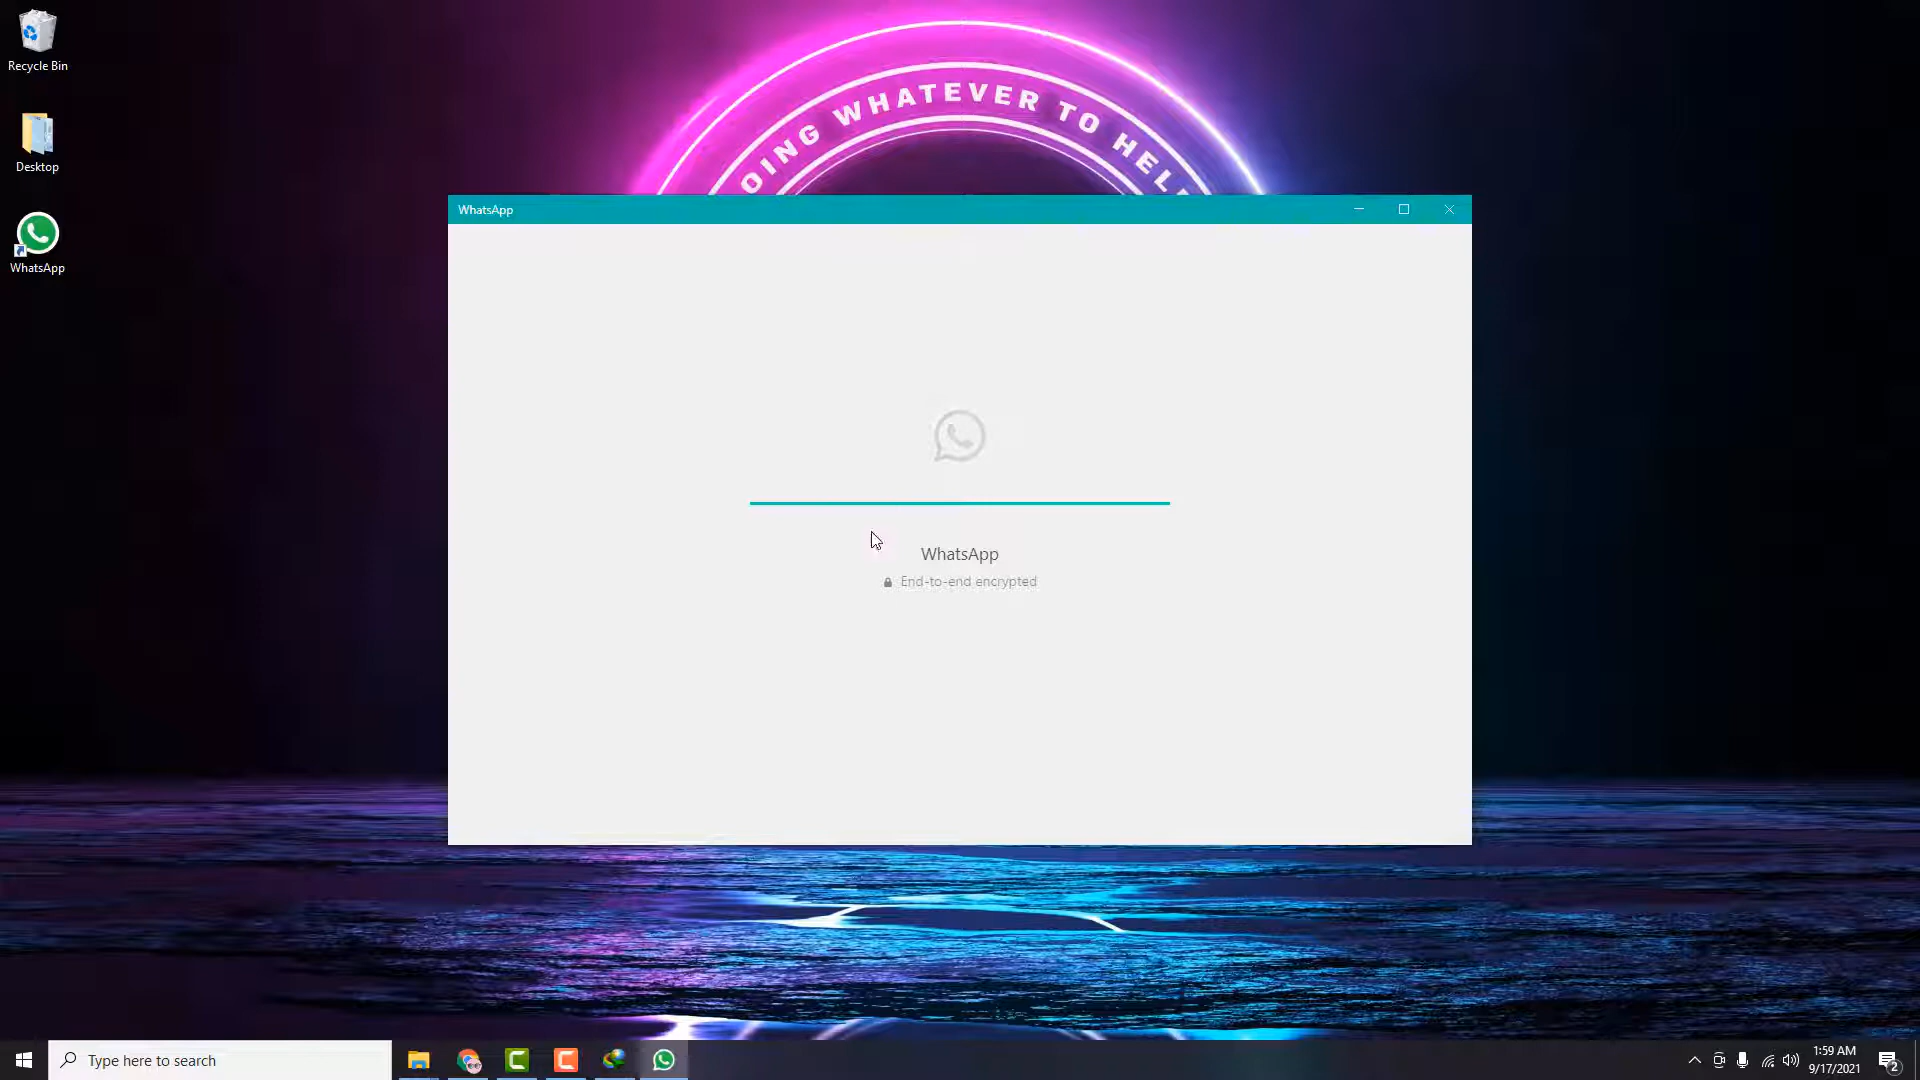 Recycle Bin
Desktop
WhatsApp
OING WHATEVER TO HEL
WhatsApp
WhatsApp
End-to-end encrypted
Type here to search
1:59 AM
9/17/2021
2